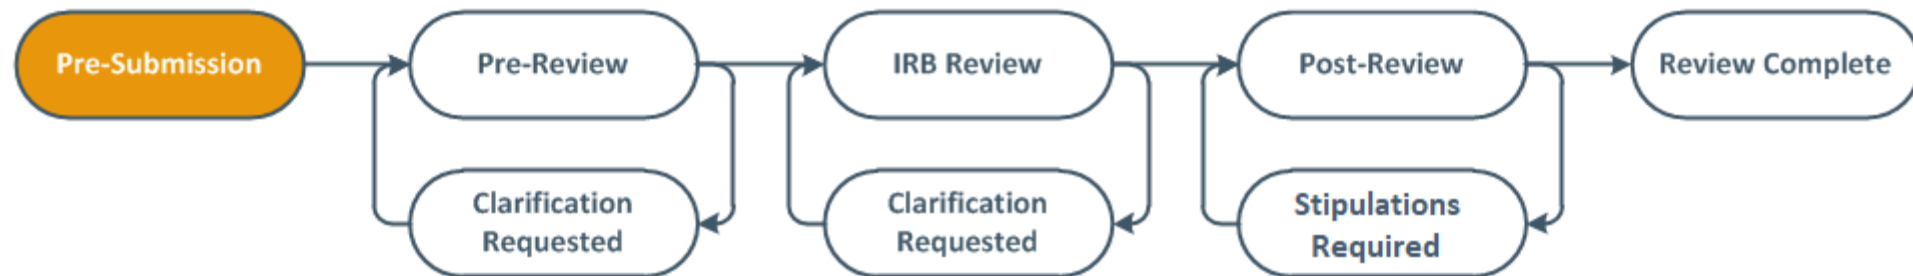 Pre-Submission
Pre-Review
IRB Review
Post-Review
Review Complete
Clarification
Requested
Clarification
Requested
Stipulations
Required